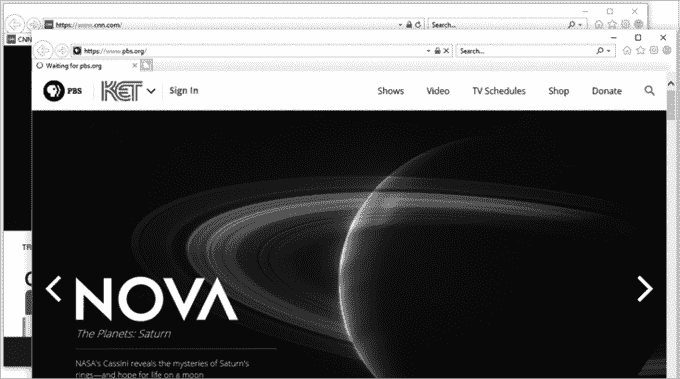 https://www.cnn.com/
Search...
https://www.pbs.org/
Search...
CNN
Waiting for pbs.org
PBS
KET
Sign In
Shows
Video
TV Schedules
Shop
Donate
TR
NOVA
The Planets: Saturn
NASA's Cassini reveals the mysteries of Saturn's
rings—and hope for life on a moon